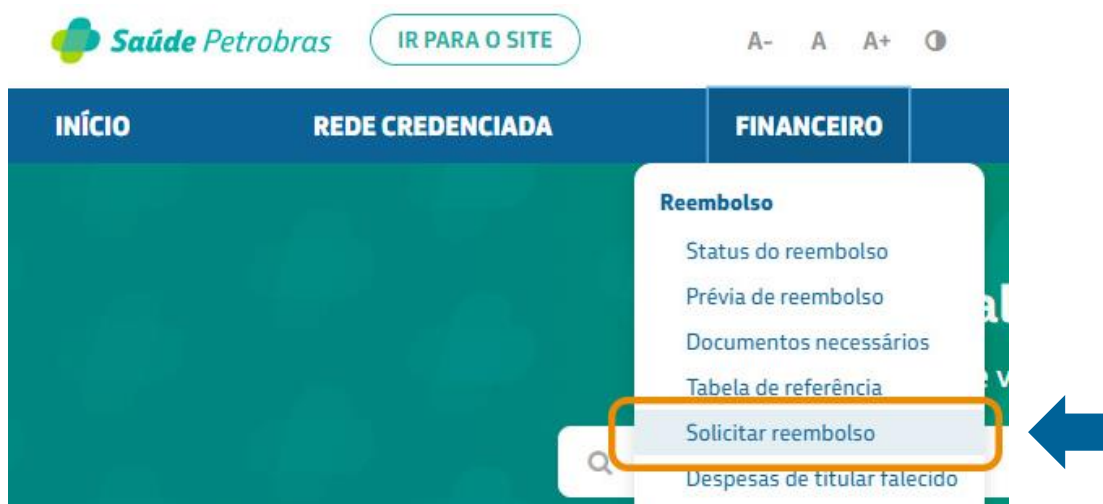 Saúde Petrobras IR PARA O SITE A- A A+
INÍCIO REDE CREDENCIADA FINANCEIRO
Reembolso
Status do reembolso
Prévia de reembolso
Documentos necessários
Tabela de referência
Solicitar reembolso
Despesas de titular falecido